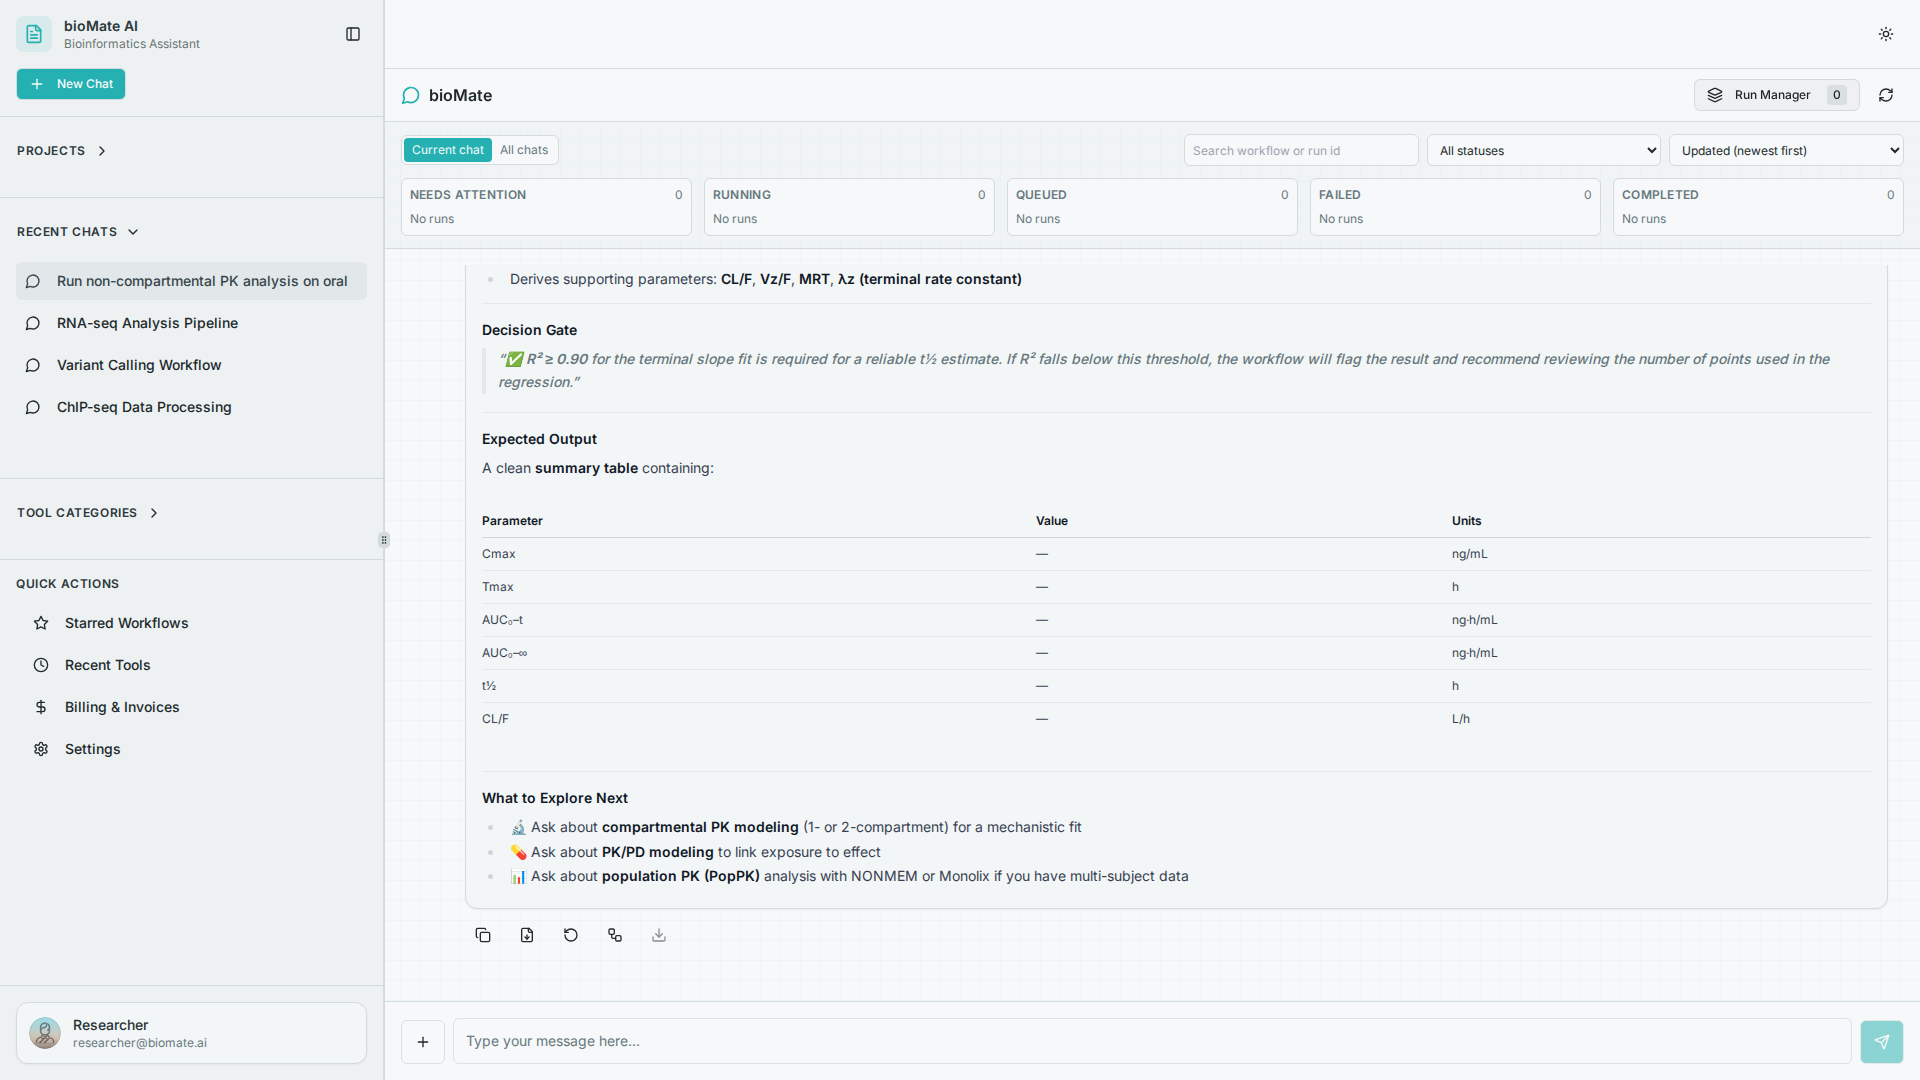 bioMate AI
Bioinformatics Assistant
New Chat
PROJECTS
RECENT CHATS
Run non-compartmental PK analysis on oral
RNA-seq Analysis Pipeline
Variant Calling Workflow
ChIP-seq Data Processing
TOOL CATEGORIES
QUICK ACTIONS
Starred Workflows
Recent Tools
Billing & Invoices
Settings
Researcher
researcher@biomate.ai
bioMate
Run Manager 0
Current chat All chats
Search workflow or run id
All statuses
Updated (newest first)
NEEDS ATTENTION 0
No runs
RUNNING 0
No runs
QUEUED 0
No runs
FAILED 0
No runs
COMPLETED 0
No runs
Derives supporting parameters: CL/F, Vz/F, MRT, λz (terminal rate constant)
Decision Gate
“✅ R² ≥ 0.90 for the terminal slope fit is required for a reliable t½ estimate. If R² falls below this threshold, the workflow will flag the result and recommend reviewing the number of points used in the
regression.”
Expected Output
A clean summary table containing:
Parameter Value Units
Cmax — ng/mL
Tmax — h
AUC₀–t — ng·h/mL
AUC₀–∞ — ng·h/mL
t½ — h
CL/F — L/h
What to Explore Next
🔬 Ask about compartmental PK modeling (1- or 2-compartment) for a mechanistic fit
💊 Ask about PK/PD modeling to link exposure to effect
📊 Ask about population PK (PopPK) analysis with NONMEM or Monolix if you have multi-subject data
Type your message here...